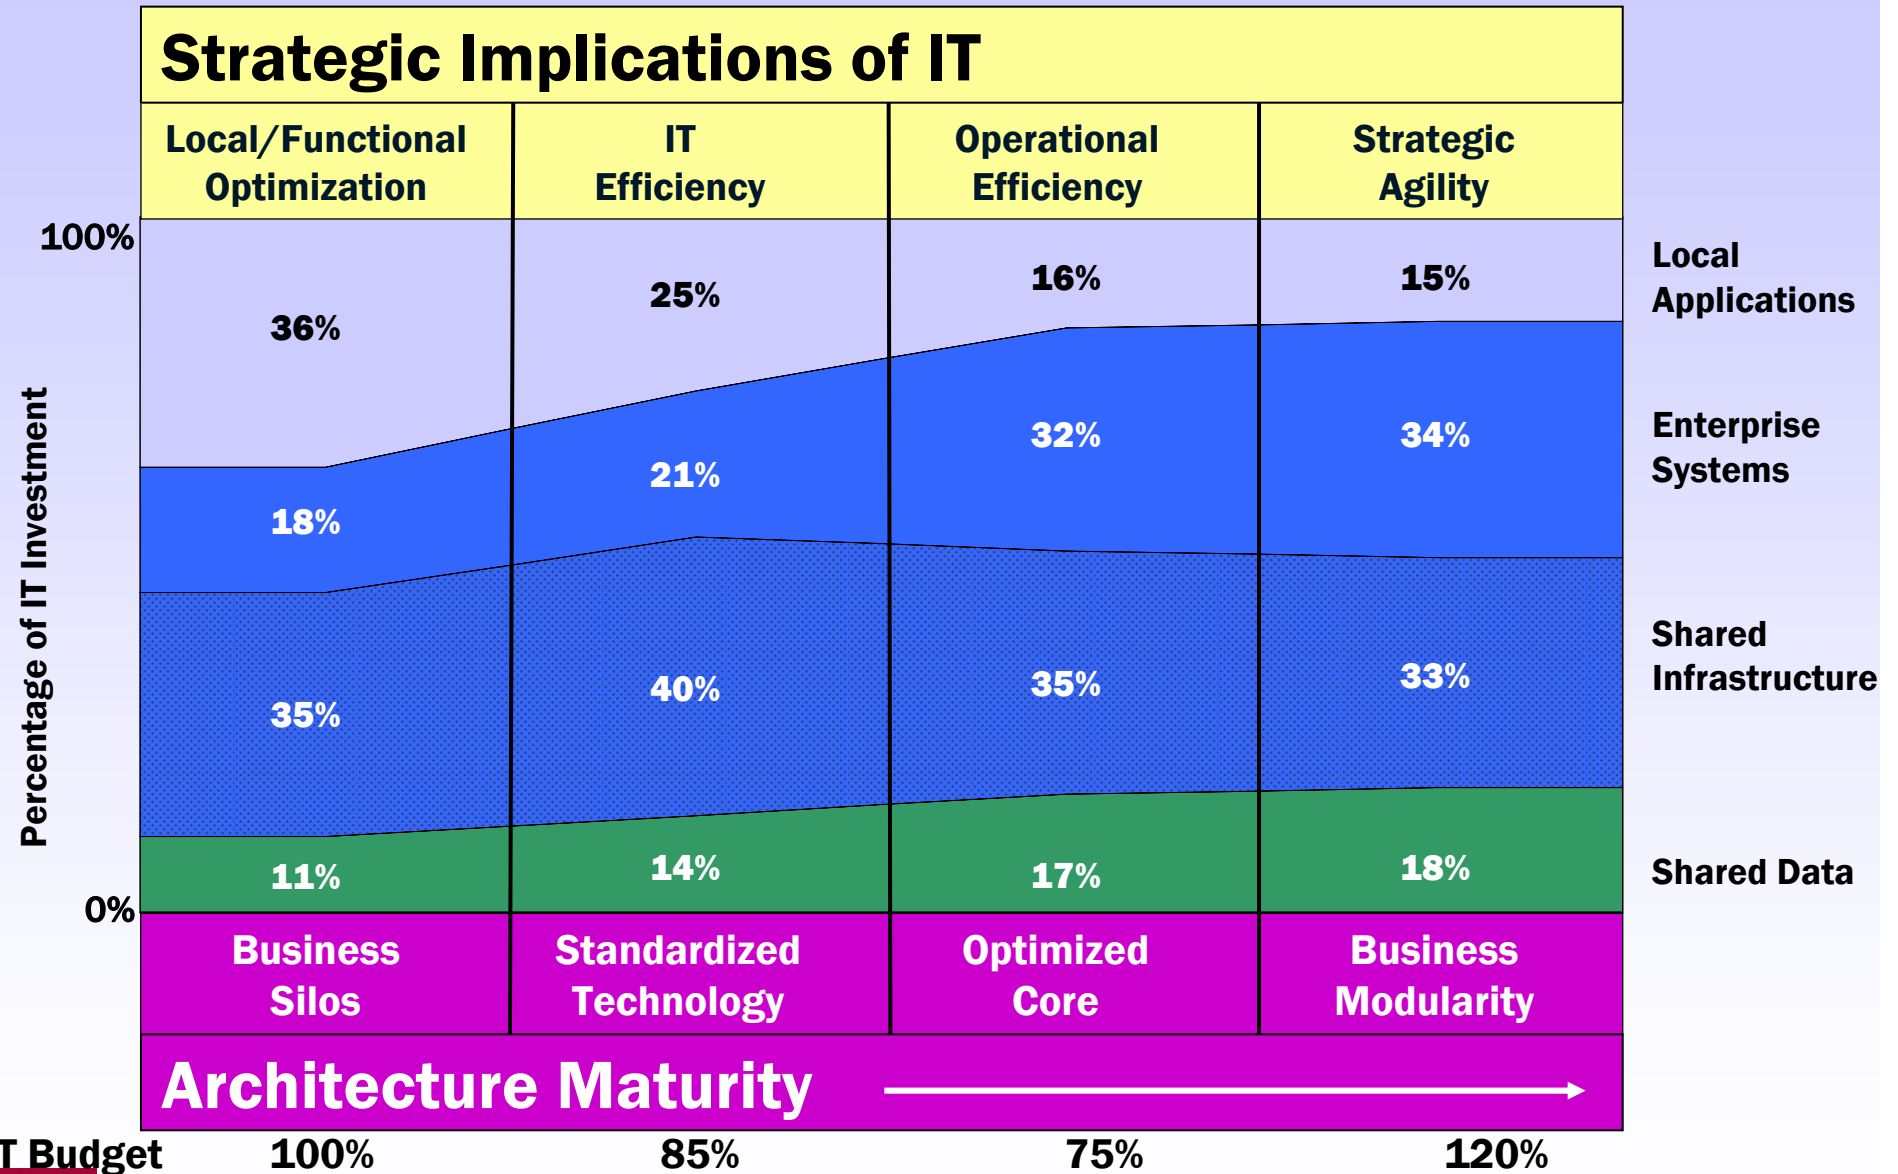 Strategic Implications of IT
Local/Functional
Optimization
IT
Efficiency
Operational
Efficiency
Strategic
Agility
100%
36%
25%
16%
15%
Local
Applications
18%
21%
32%
34%
Enterprise
Systems
35%
40%
35%
33%
Shared
Infrastructure
11%
14%
17%
18%
Shared Data
0%
Percentage of IT Investment
Business
Silos
Standardized
Technology
Optimized
Core
Business
Modularity
Architecture Maturity
T Budget
100%
85%
75%
120%